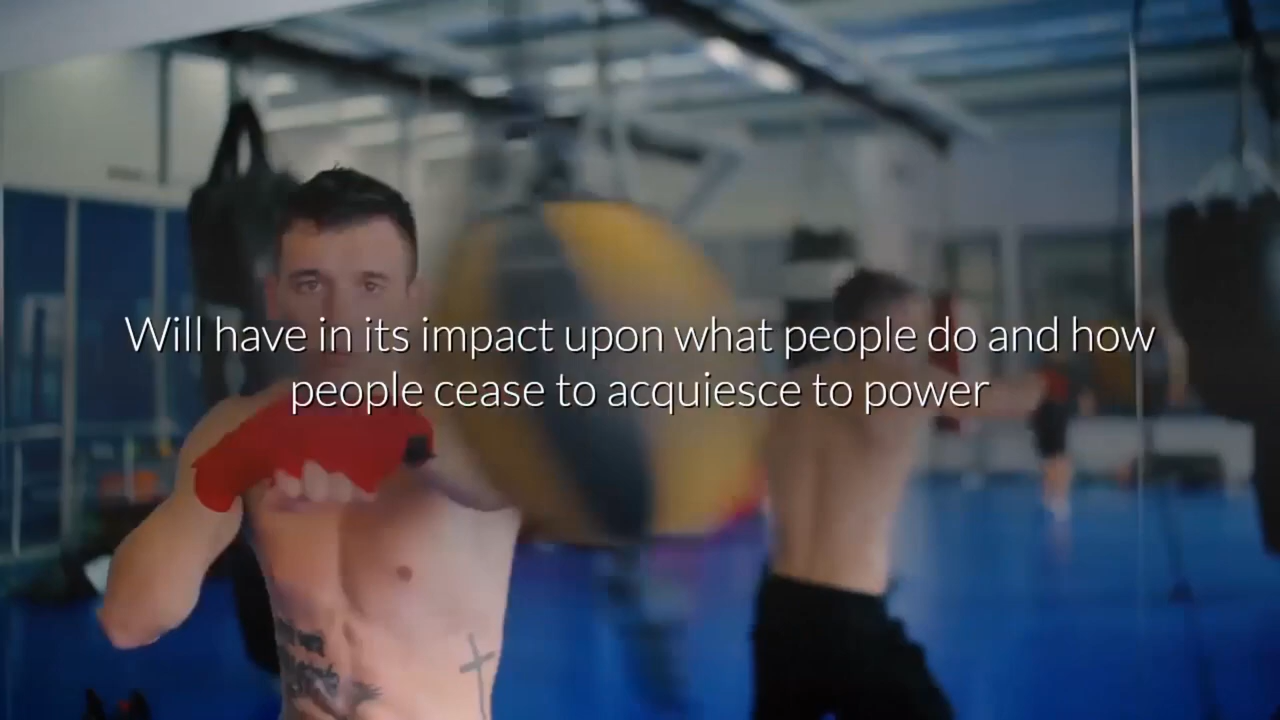 Will have in its impact upon what people do and how
people cease to acquiesce to power